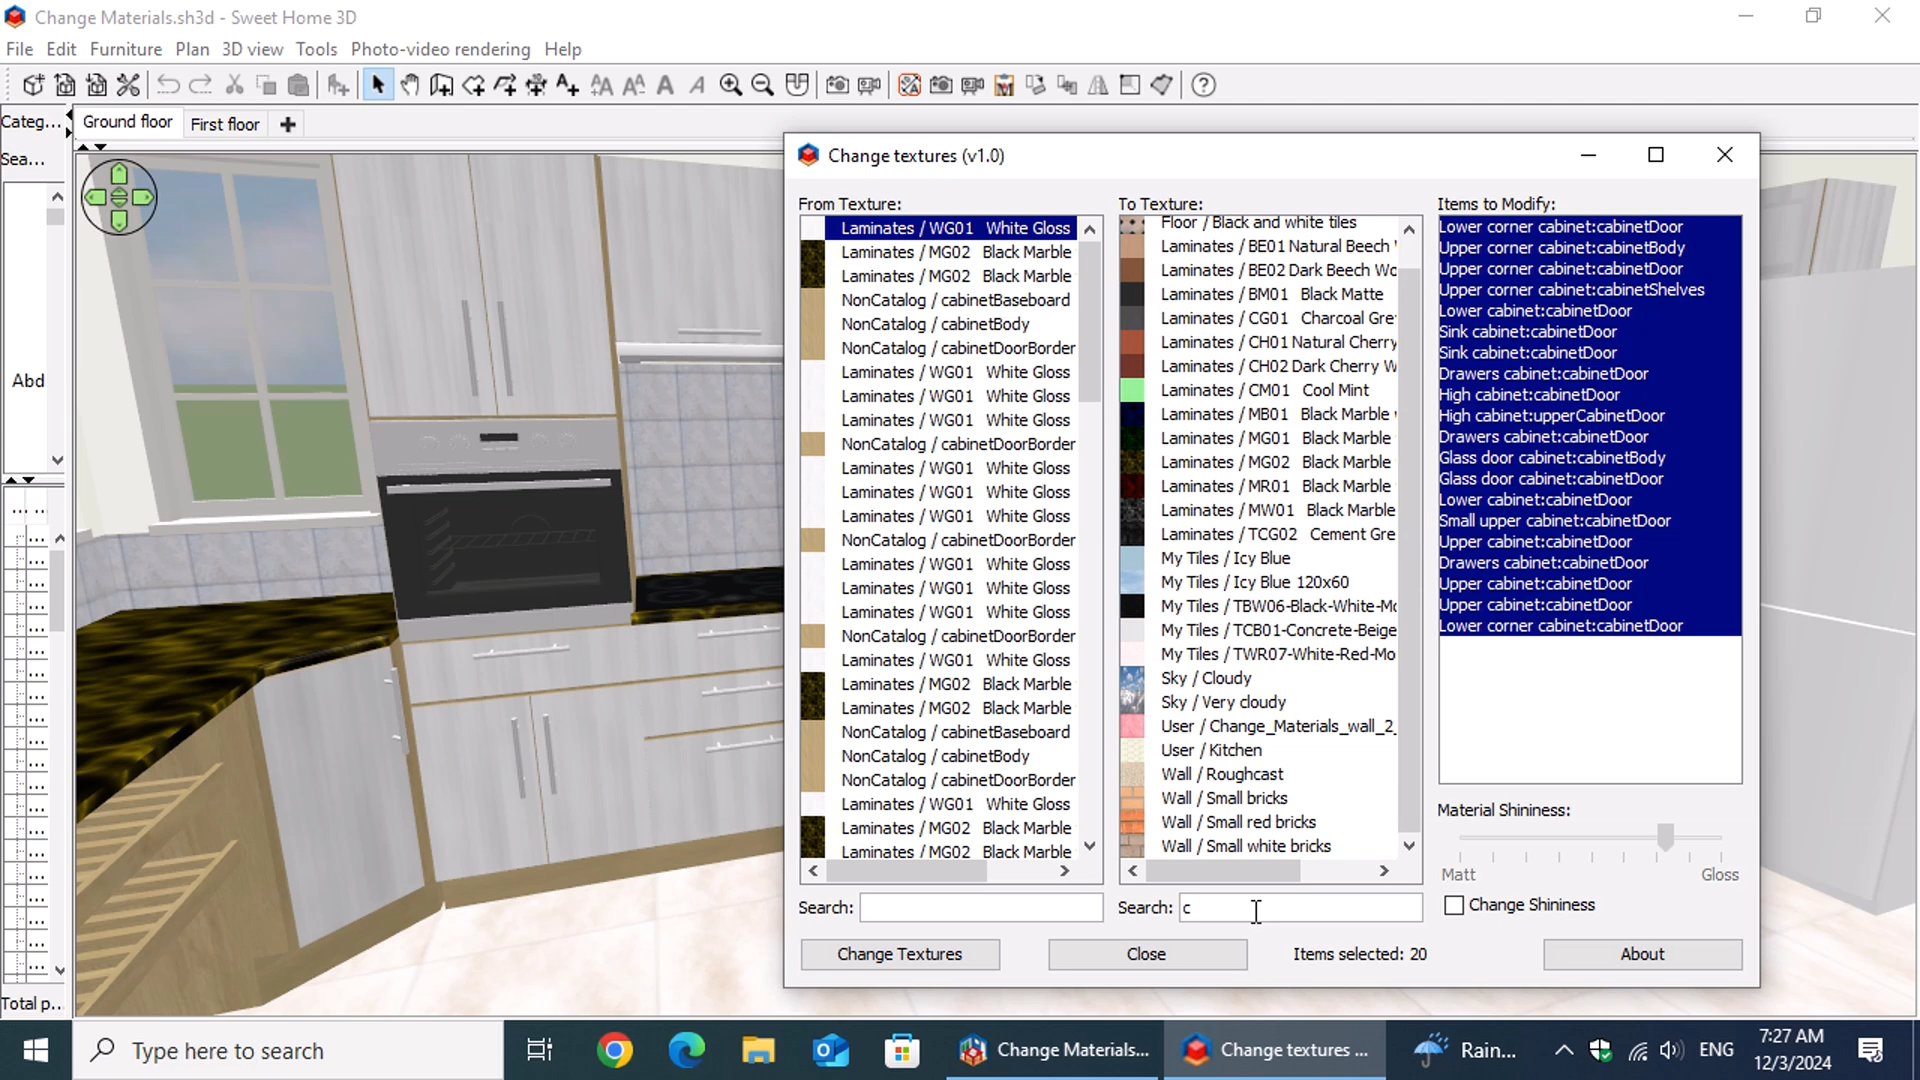 Change Materials.sh3d - Sweet Home 3D
File Edit Furniture Plan 3D view Tools Photo-video rendering Help
Categ...
Ground floor
First floor
Sea...
Abd
Total p...
Change textures (v1.0)
From Texture:
Laminates / WG01 White Gloss
Laminates / MG02 Black Marble
Laminates / MG02 Black Marble
NonCatalog / cabinetBaseboard
NonCatalog / cabinetBody
NonCatalog / cabinetDoorBorder
Laminates / WG01 White Gloss
Laminates / WG01 White Gloss
Laminates / WG01 White Gloss
NonCatalog / cabinetDoorBorder
Laminates / WG01 White Gloss
Laminates / WG01 White Gloss
Laminates / WG01 White Gloss
NonCatalog / cabinetDoorBorder
Laminates / WG01 White Gloss
Laminates / WG01 White Gloss
Laminates / WG01 White Gloss
NonCatalog / cabinetDoorBorder
Laminates / WG01 White Gloss
Laminates / MG02 Black Marble
Laminates / MG02 Black Marble
NonCatalog / cabinetBaseboard
NonCatalog / cabinetBody
NonCatalog / cabinetDoorBorder
Laminates / WG01 White Gloss
Laminates / MG02 Black Marble
Laminates / MG02 Black Marble
Search:
Change Textures
To Texture:
Floor / Black and white tiles
Laminates / BE01 Natural Beech
Laminates / BE02 Dark Beech Wo
Laminates / BM01 Black Matte
Laminates / CG01 Charcoal Gre
Laminates / CH01 Natural Cherry
Laminates / CH02 Dark Cherry W
Laminates / CM01 Cool Mint
Laminates / MB01 Black Marble
Laminates / MG01 Black Marble
Laminates / MG02 Black Marble
Laminates / MR01 Black Marble
Laminates / MW01 Black Marble
Laminates / TCG02 Cement Gre
My Tiles / Icy Blue
My Tiles / Icy Blue 120x60
My Tiles / TBW06-Black-White-Mo
My Tiles / TCB01-Concrete-Beige
My Tiles / TWR07-White-Red-Mo
Sky / Cloudy
Sky / Very cloudy
User / Change_Materials_wall_2_
User / Kitchen
Wall / Roughcast
Wall / Small bricks
Wall / Small red bricks
Wall / Small white bricks
Search: c
Close
Items selected: 20
Items to Modify:
Lower corner cabinet:cabinetDoor
Upper corner cabinet:cabinetBody
Upper corner cabinet:cabinetDoor
Upper corner cabinet:cabinetShelves
Lower cabinet:cabinetDoor
Sink cabinet:cabinetDoor
Sink cabinet:cabinetDoor
Drawers cabinet:cabinetDoor
High cabinet:cabinetDoor
High cabinet:upperCabinetDoor
Drawers cabinet:cabinetDoor
Glass door cabinet:cabinetBody
Glass door cabinet:cabinetDoor
Lower cabinet:cabinetDoor
Small upper cabinet:cabinetDoor
Upper cabinet:cabinetDoor
Drawers cabinet:cabinetDoor
Upper cabinet:cabinetDoor
Upper cabinet:cabinetDoor
Lower corner cabinet:cabinetDoor
Material Shininess:
Matt Gloss
Change Shininess
About
Type here to search
Change Materials...
Change textures ...
Rain...
ENG
7:27 AM
12/3/2024